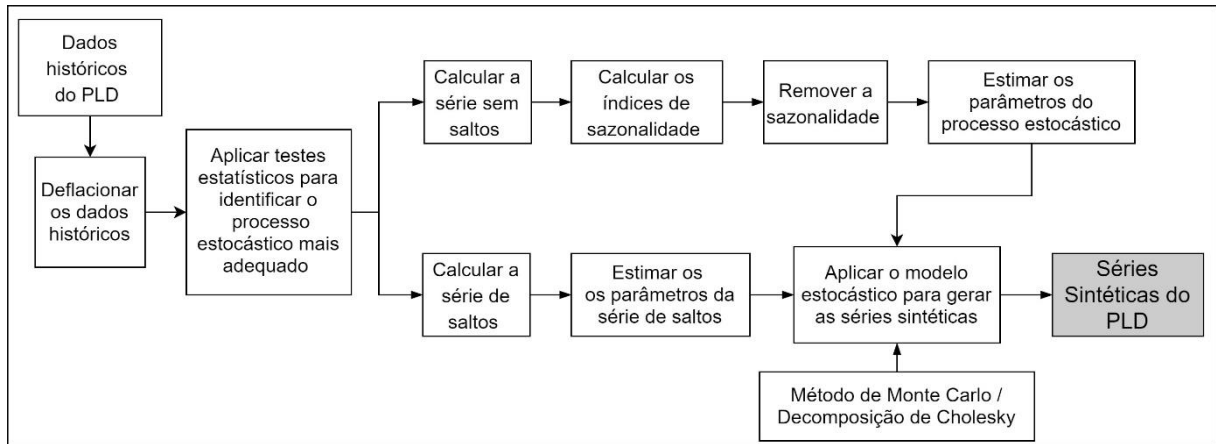 Dados
históricos
do PLD
Deflacionar
os dados
históricos
Aplicar testes
estatísticos para
identificar o
processo
estocástico mais
adequado
Calcular a
série sem
saltos
Calcular os
índices de
sazonalidade
Remover a
sazonalidade
Estimar os
parâmetros do
processo estocástico
Calcular a
série de
saltos
Estimar os
os parâmetros da
série de saltos
Aplicar o modelo
estocástico para gerar
as séries sintéticas
Séries
Sintéticas do
PLD
Método de Monte Carlo /
Decomposição de Cholesky